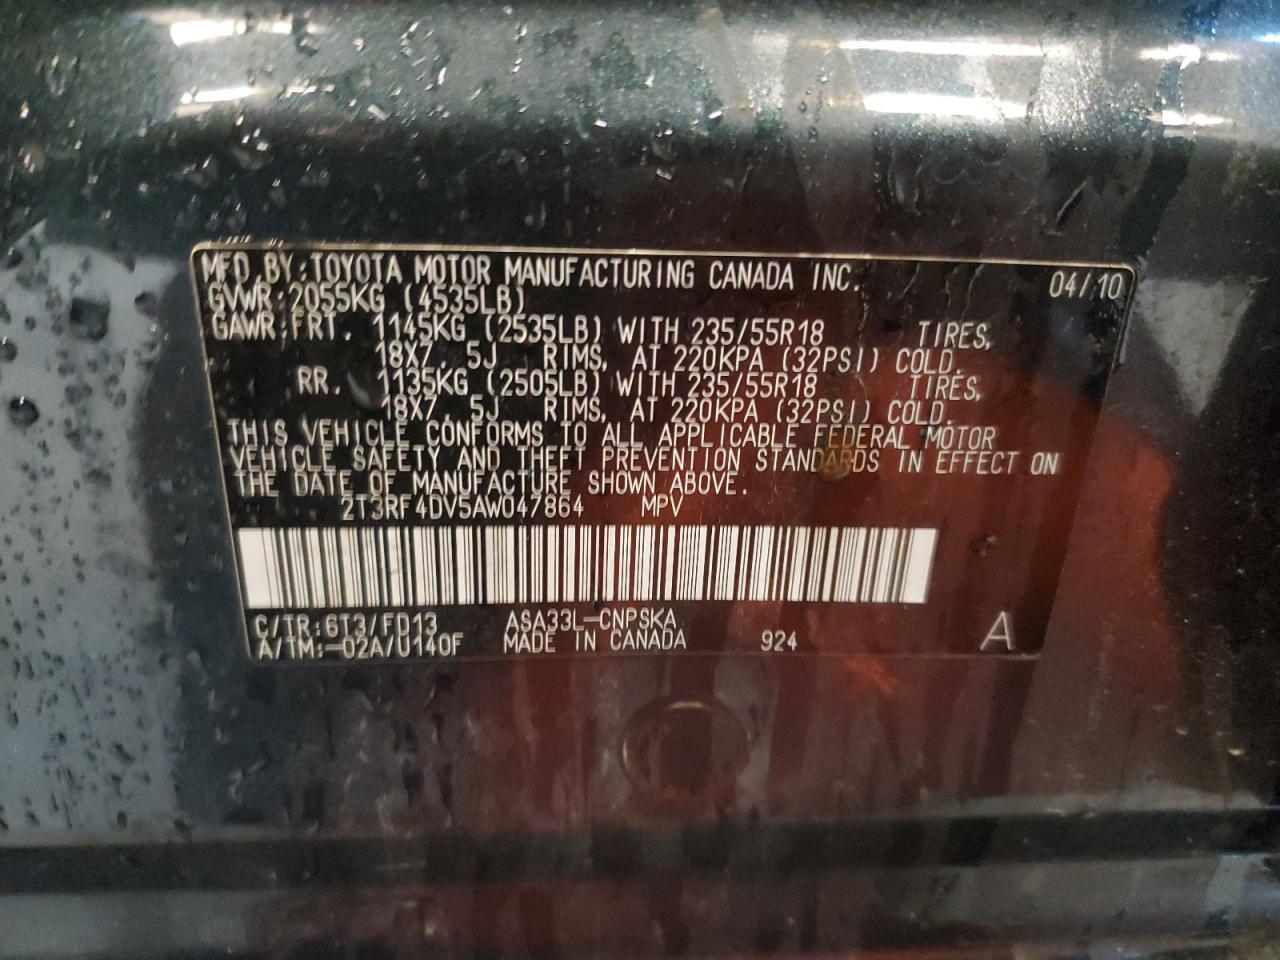 MFD.BY:TOYOTA MOTOR MANUFACTURING CANADA INC. 04/10
GVWR:2055KG (4535LB)
GAWR:FRT. 1145KG (2535LB) WITH 235/55R18 TIRES,
18X7.5J RIMS, AT 220KPA (32PSI) COLD.
RR. 1135KG (2505LB) WITH 235/55R18 TIRES,
18X7.5J RIMS, AT 220KPA (32PSI) COLD.
THIS VEHICLE CONFORMS TO ALL APPLICABLE FEDERAL MOTOR
VEHICLE SAFETY AND THEFT PREVENTION STANDARDS IN EFFECT ON
THE DATE OF MANUFACTURE SHOWN ABOVE.
2T3RF4DV5AW047864 MPV
C/TR:6T3/FD13 ASA33L-CNPSKA
A/TM:-02A/U140F MADE IN CANADA 924 A